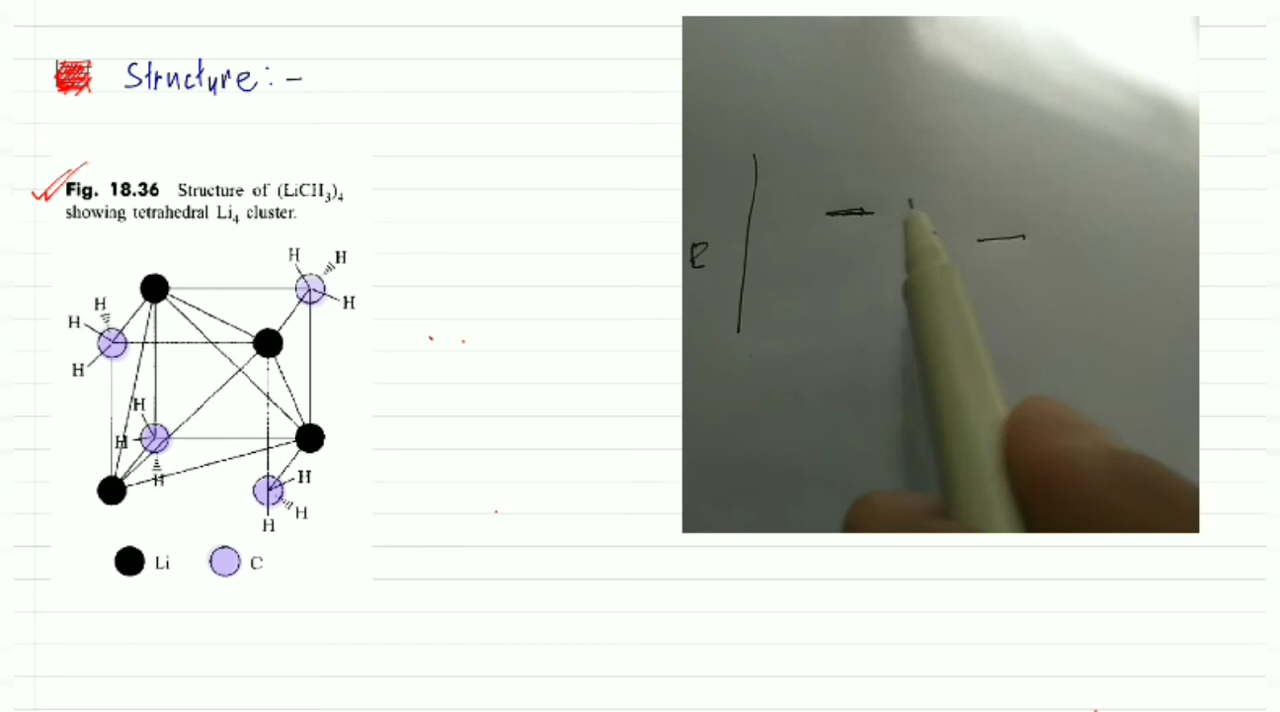 Structure:-
Fig. 18.36 Structure of (LiCH₃)₄
showing tetrahedral Li₄ cluster.
H H
H
H
H
H
H
H
H
H
H
H
Li C
E